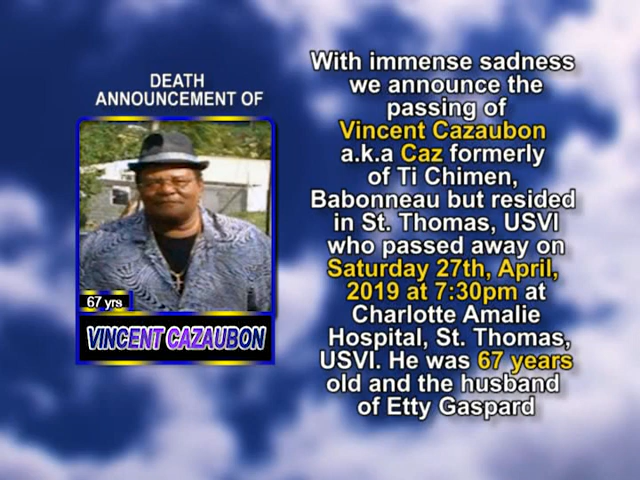 DEATH
ANNOUNCEMENT OF
67 yrs
VINCENT CAZAUBON
With immense sadness
we announce the
passing of
Vincent Cazaubon
a.k.a Caz formerly
of Ti Chimen,
Babonneau but resided
in St. Thomas, USVI
who passed away on
Saturday 27th, April,
2019 at 7:30pm at
Charlotte Amalie
Hospital, St. Thomas,
USVI. He was 67 years
old and the husband
of Etty Gaspard